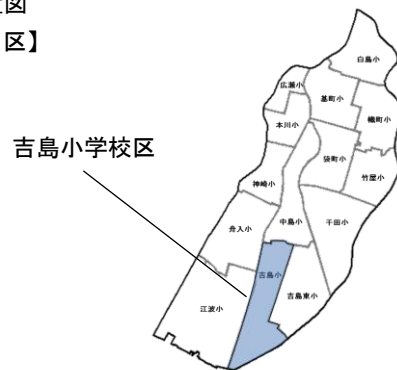 図
区】
吉島小学校区
白島小
広瀬小
基町小
幟町小
本川小
袋町小
竹屋小
神崎小
中島小
千田小
舟入小
吉島小
吉島東小
江波小